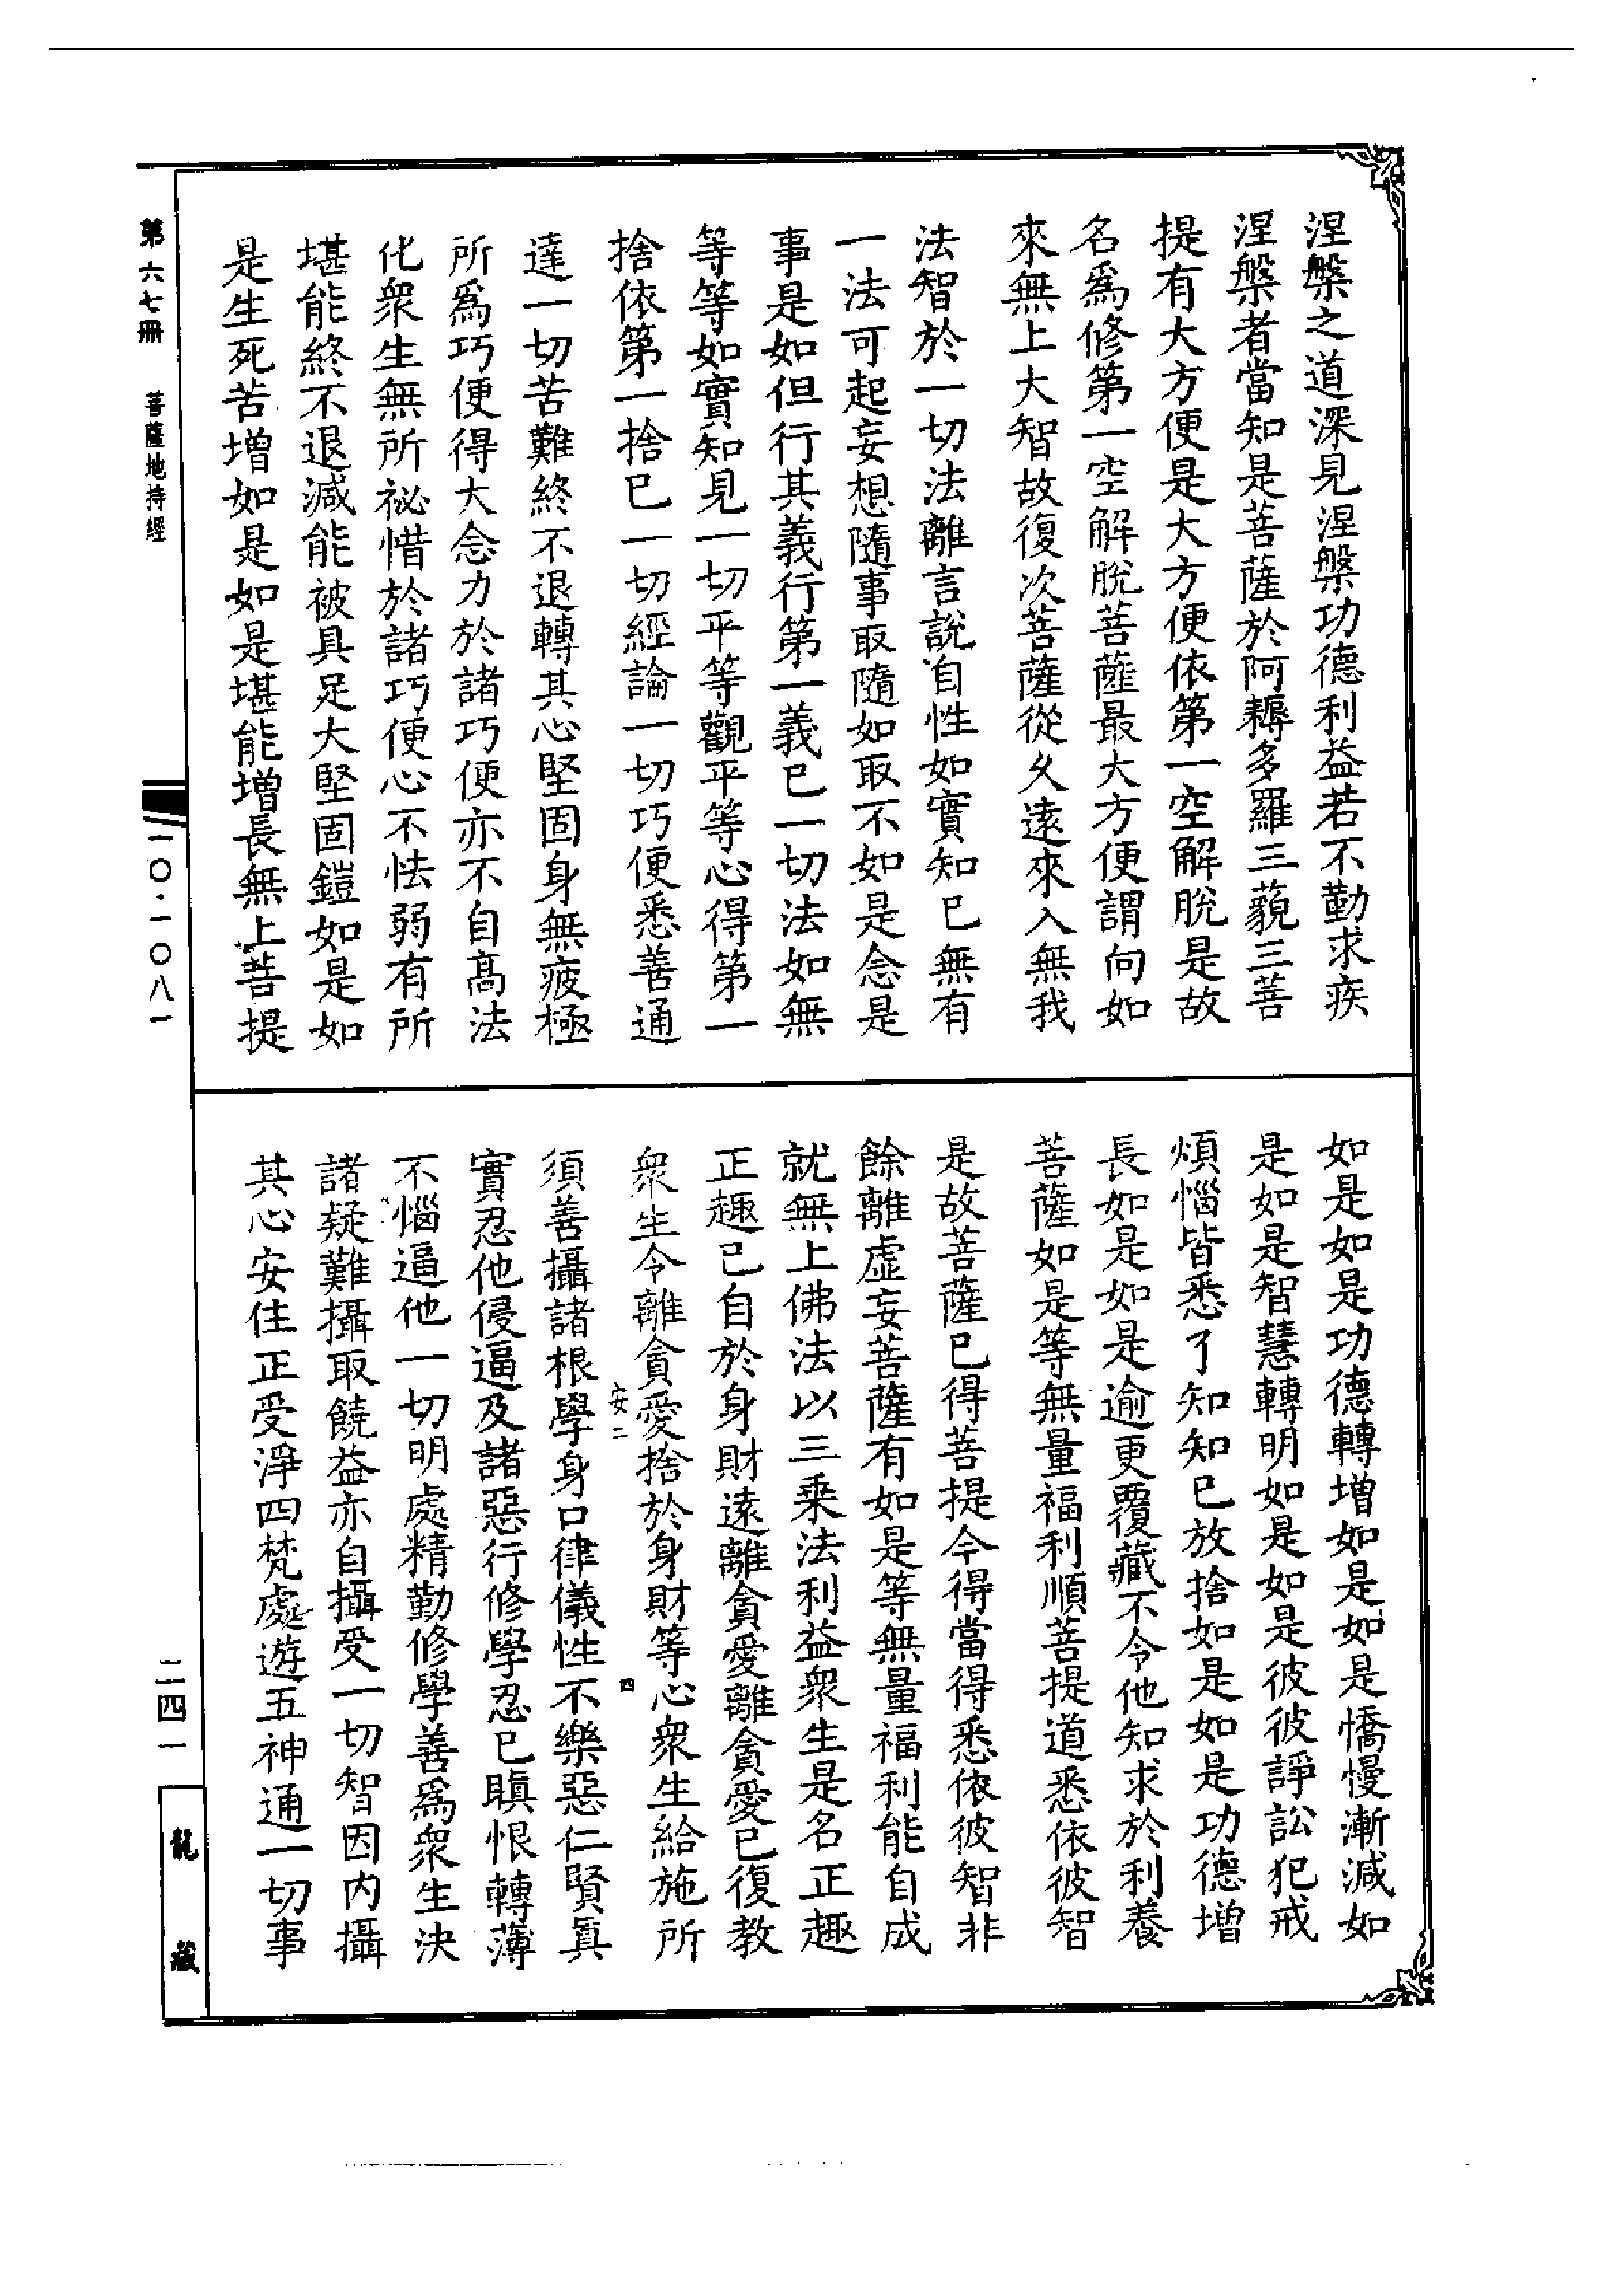 涅槃之道深見涅槃功德利益若不勤求疾
涅槃者當知是菩薩於阿耨多羅三藐三菩
提有大方便是大方便依第一空解脫是故
名爲修第一空解脫菩薩最大方便謂向如
來無上大智故復次菩薩從久遠來入無我
法智於一切法離言說自性如實知已無有
一法可起妄想隨事取隨如取不如是念是
事是如但行其義行第一義已一切法如無
等等如實知見一切平等觀平等心得第一
捨依第一捨已一切經論一切巧便悉善通
達一切苦難終不退轉其心堅固身無疲極
所爲巧便得大念力於諸巧便亦不自高法
化衆生無所祕惜於諸巧便心不怯弱有所
堪能終不退減能被具足大堅固鎧如是如
是生死苦增如是如是堪能增長無上菩提
如是如是功德轉增如是如是憍慢漸減如
是如是智慧轉明如是如是彼彼諍訟犯戒
煩惱皆悉了知知已放捨如是如是功德增
長如是如是逾更覆藏不令他知求於利養
菩薩如是等無量福利順菩提道悉依彼智
是故菩薩已得菩提今得當得悉依彼智非
餘離虛妄菩薩有如是等無量福利能自成
就無上佛法以三乘法利益衆生是名正趣
正趣已自於身財遠離貪愛離貪愛已復教
衆生令離貪愛捨於身財等心衆生給施所
安二
四
須善攝諸根學身口律儀性不樂惡仁賢眞
實忍他侵逼及諸惡行修學忍已瞋恨轉薄
不惱逼他一切明處精勤修學善爲衆生決
諸疑難攝取饒益亦自攝受一切智因內攝
其心安住正受淨四梵處遊五神通一切事
第六七冊
菩薩地持經
一〇·一〇八一
二四一
龍藏